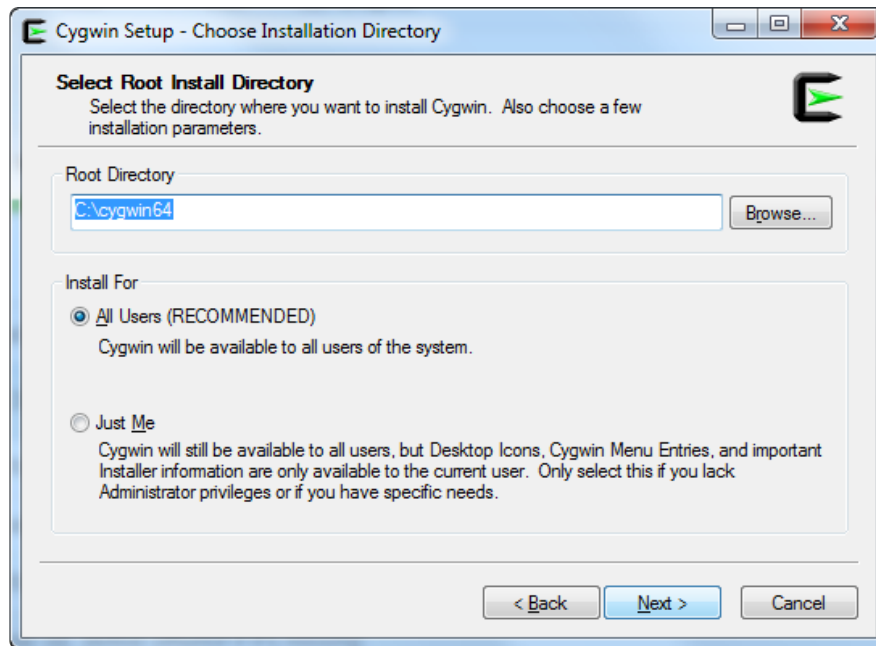 Cygwin Setup - Choose Installation Directory
Select Root Install Directory
Select the directory where you want to install Cygwin. Also choose a few
installation parameters.
Root Directory
C:\cygwin64
Browse...
Install For
All Users (RECOMMENDED)
Cygwin will be available to all users of the system.
Just Me
Cygwin will still be available to all users, but Desktop Icons, Cygwin Menu Entries, and important
Installer information are only available to the current user. Only select this if you lack
Administrator privileges or if you have specific needs.
< Back Next > Cancel